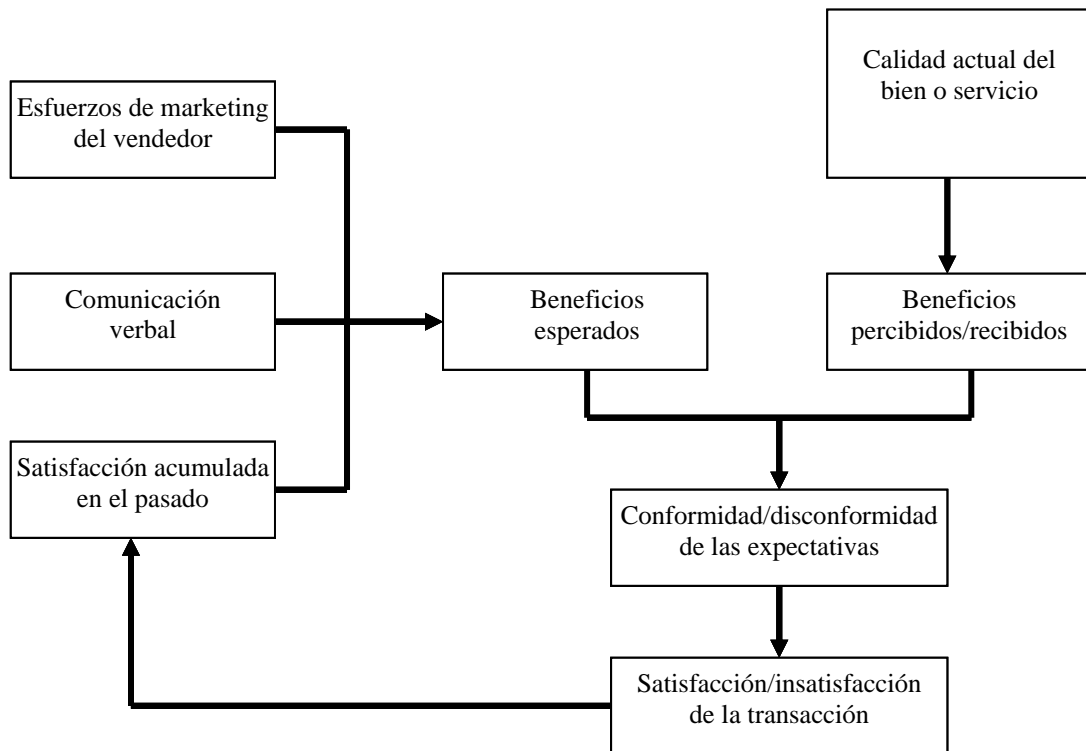 Calidad actual del
bien o servicio
Esfuerzos de marketing
del vendedor
Comunicación
verbal
Beneficios
esperados
Beneficios
percibidos/recibidos
Satisfacción acumulada
en el pasado
Conformidad/disconformidad
de las expectativas
Satisfacción/insatisfacción
de la transacción